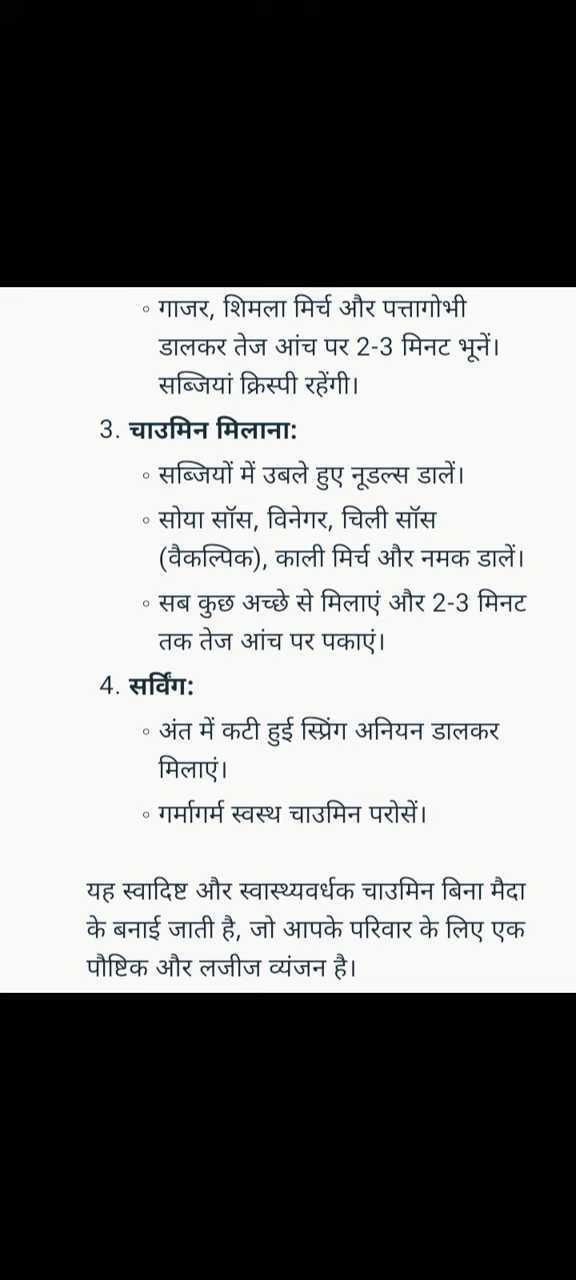 ◦ गाजर, शिमला मिर्च और पत्तागोभी
डालकर तेज आंच पर 2-3 मिनट भूनें।
सब्जियां क्रिस्पी रहेंगी।
3. चाउमिन मिलाना:
◦ सब्जियों में उबले हुए नूडल्स डालें।
◦ सोया सॉस, विनेगर, चिली सॉस
(वैकल्पिक), काली मिर्च और नमक डालें।
◦ सब कुछ अच्छे से मिलाएं और 2-3 मिनट
तक तेज आंच पर पकाएं।
4. सर्विंग:
◦ अंत में कटी हुई स्प्रिंग अनियन डालकर
मिलाएं।
◦ गर्मागर्म स्वस्थ चाउमिन परोसें।
यह स्वादिष्ट और स्वास्थ्यवर्धक चाउमिन बिना मैदा
के बनाई जाती है, जो आपके परिवार के लिए एक
पौष्टिक और लजीज व्यंजन है।